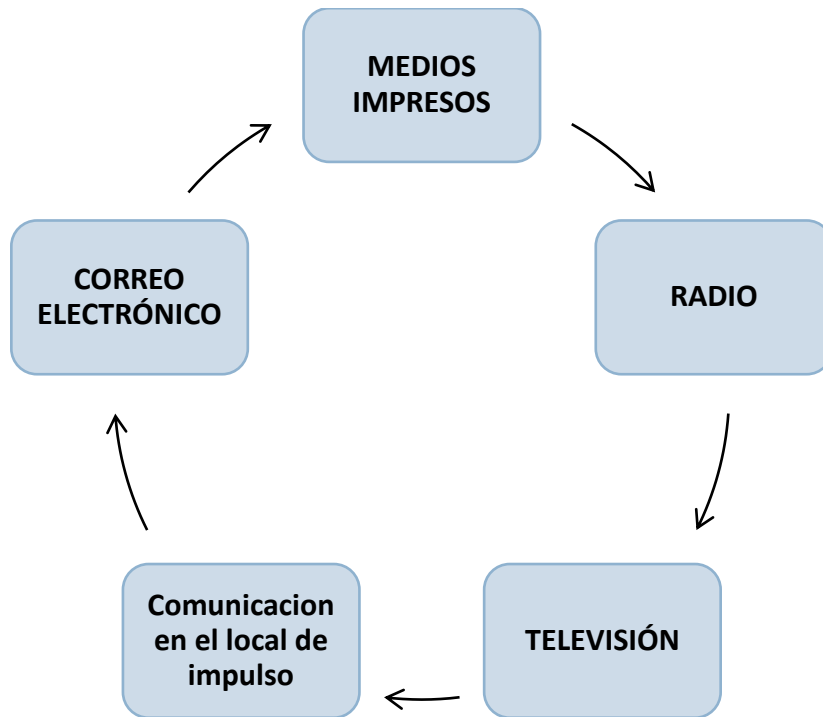 MEDIOS
IMPRESOS
RADIO
TELEVISIÓN
Comunicacion
en el local de
impulso
CORREO
ELECTRÓNICO